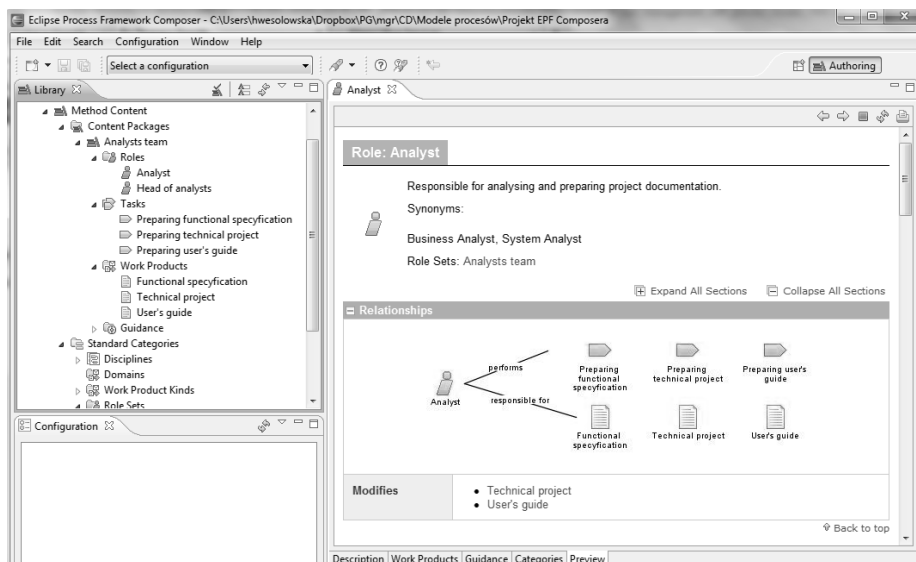 Eclipse Process Framework Composer - C:\Users\hwesolowska\Dropbox\PG\mgr\CD\Modele procesów\Projekt EPF Composera
File Edit Search Configuration Window Help
Select a configuration
Authoring
Library
Method Content
Content Packages
Analysts team
Roles
Analyst
Head of analysts
Tasks
Preparing functional specyfication
Preparing technical project
Preparing user's guide
Work Products
Functional specyfication
Technical project
User's guide
Guidance
Standard Categories
Disciplines
Domains
Work Product Kinds
Role Sets
Configuration
Analyst
Role: Analyst
Responsible for analysing and preparing project documentation.
Synonyms:
Business Analyst, System Analyst
Role Sets: Analysts team
Expand All Sections Collapse All Sections
Relationships
performs
responsible for
Analyst
Preparing functional specyfication
Preparing technical project
Preparing user's guide
Functional specyfication
Technical project
User's guide
Modifies
• Technical project
• User's guide
Back to top
Description Work Products Guidance Categories Preview